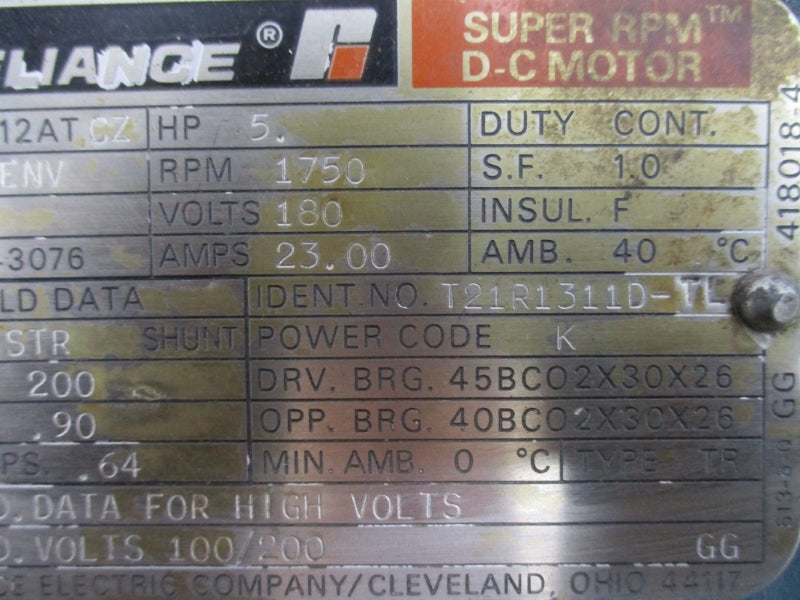 ELIANCE ® SUPER RPM™
D-C MOTOR
12AT CZ HP 5. DUTY CONT.
ENV RPM 1750 S.F. 1.0
VOLTS 180 INSUL. F
-3076 AMPS 23.00 AMB. 40 °C
LD DATA IDENT. NO. T21R1311D-TL
STR SHUNT POWER CODE K
200 DRV. BRG. 45BC02X30X26
.90 OPP. BRG. 40BC02X30X26
PS. .64 MIN. AMB. 0 °C TYPE TR
D. DATA FOR HIGH VOLTS
D. VOLTS 100/200 GG
CE ELECTRIC COMPANY/CLEVELAND, OHIO 44117
418018-4
GG